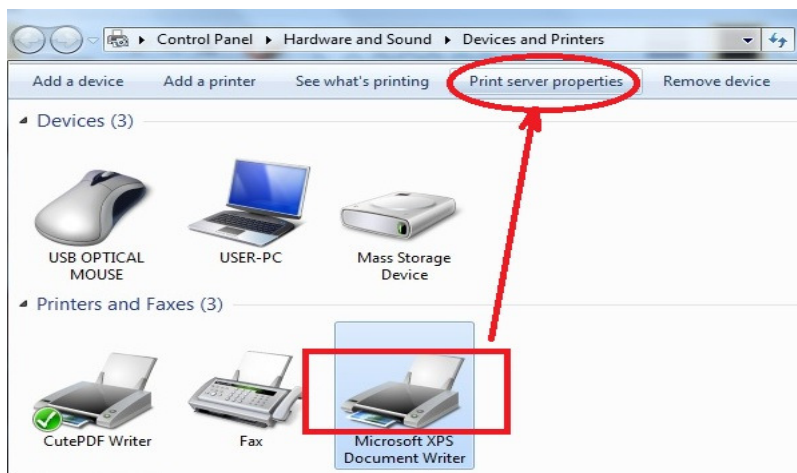 Control Panel Hardware and Sound Devices and Printers
Add a device Add a printer See what's printing Print server properties Remove device
Devices (3)
USB OPTICAL
MOUSE
USER-PC
Mass Storage
Device
Printers and Faxes (3)
CutePDF Writer
Fax
Microsoft XPS
Document Writer